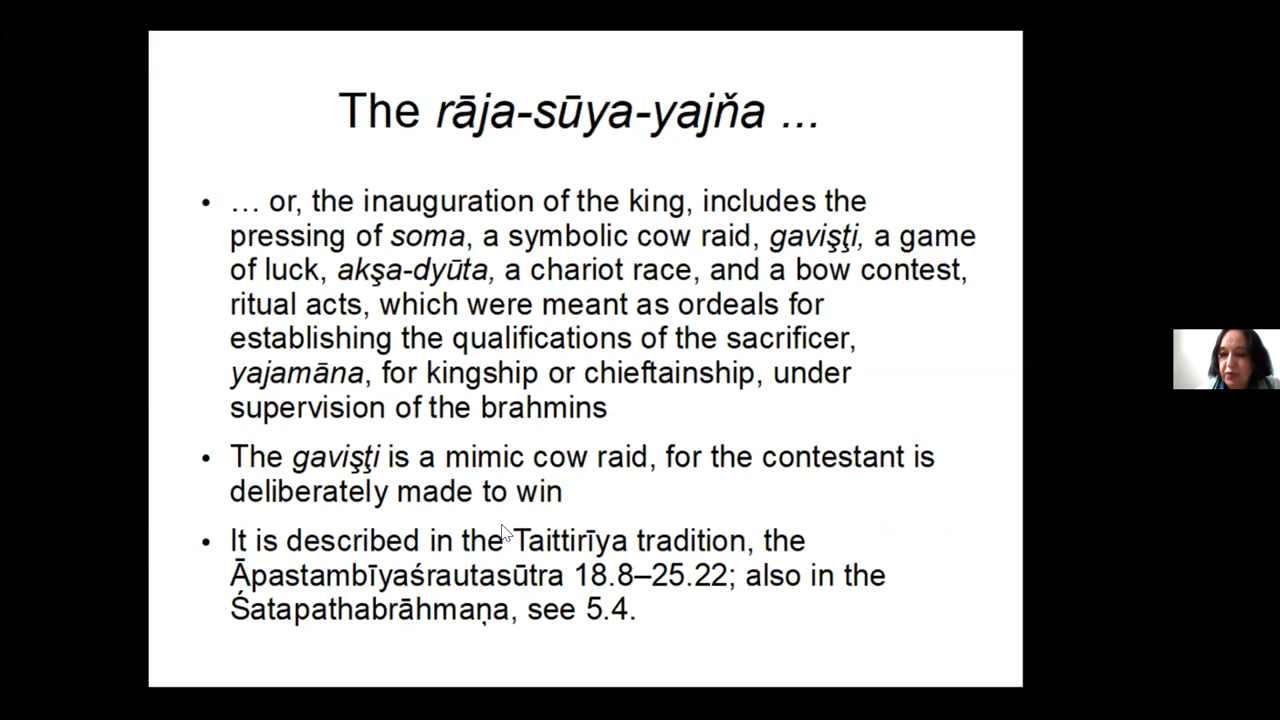 The rāja-sūya-yajňa ...
• … or, the inauguration of the king, includes the
pressing of soma, a symbolic cow raid, gavişţi, a game
of luck, akşa-dyūta, a chariot race, and a bow contest,
ritual acts, which were meant as ordeals for
establishing the qualifications of the sacrificer,
yajamāna, for kingship or chieftainship, under
supervision of the brahmins
• The gavişţi is a mimic cow raid, for the contestant is
deliberately made to win
• It is described in the Taittirīya tradition, the
Āpastambīyaśrautasūtra 18.8–25.22; also in the
Śatapathabrāhmaṇa, see 5.4.